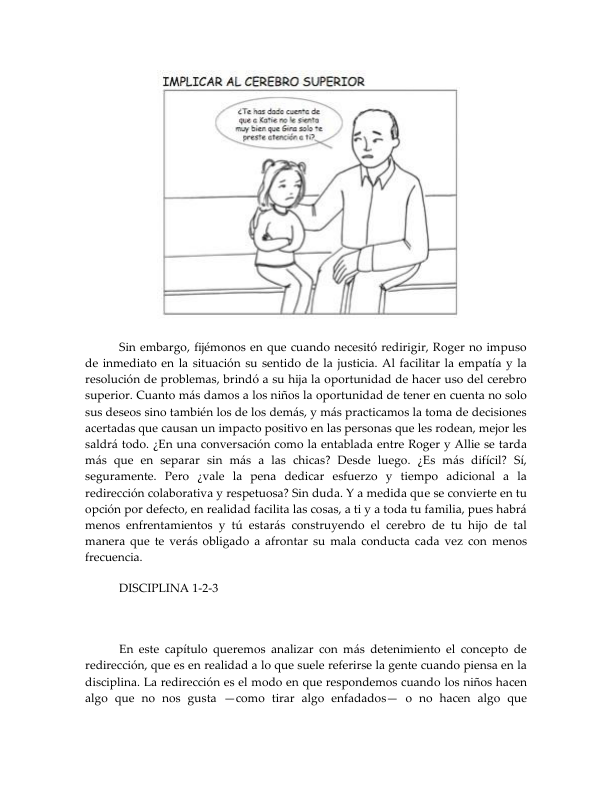 IMPLICAR AL CEREBRO SUPERIOR
¿Te has dado cuenta de
que a Katie no le sienta
muy bien que Gina solo te
preste atención a ti?
Sin embargo, fijémonos en que cuando necesitó redirigir, Roger no impuso
de inmediato en la situación su sentido de la justicia. Al facilitar la empatía y la
resolución de problemas, brindó a su hija la oportunidad de hacer uso del cerebro
superior. Cuanto más damos a los niños la oportunidad de tener en cuenta no solo
sus deseos sino también los de los demás, y más practicamos la toma de decisiones
acertadas que causan un impacto positivo en las personas que les rodean, mejor les
saldrá todo. ¿En una conversación como la entablada entre Roger y Allie se tarda
más que en separar sin más a las chicas? Desde luego. ¿Es más difícil? Sí,
seguramente. Pero ¿vale la pena dedicar esfuerzo y tiempo adicional a la
redirección colaborativa y respetuosa? Sin duda. Y a medida que se convierte en tu
opción por defecto, en realidad facilita las cosas, a ti y a toda tu familia, pues habrá
menos enfrentamientos y tú estarás construyendo el cerebro de tu hijo de tal
manera que te verás obligado a afrontar su mala conducta cada vez con menos
frecuencia.
DISCIPLINA 1-2-3
En este capítulo queremos analizar con más detenimiento el concepto de
redirección, que es en realidad a lo que suele referirse la gente cuando piensa en la
disciplina. La redirección es el modo en que respondemos cuando los niños hacen
algo que no nos gusta —como tirar algo enfadados— o no hacen algo que